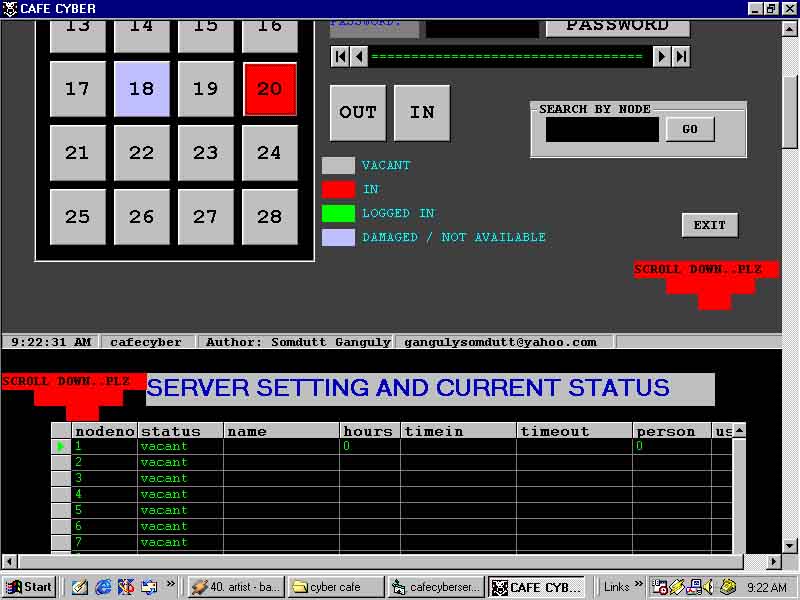 CAFE CYBER
13 14 15 16
PASSWORD:
PASSWORD
17 18 19 20
OUT IN
SEARCH BY NODE
GO
21 22 23 24
VACANT
IN
LOGGED IN
DAMAGED / NOT AVAILABLE
25 26 27 28
EXIT
SCROLL DOWN..PLZ
9:22:31 AM cafecyber Author: Somdutt Ganguly gangulysomdutt@yahoo.com
SCROLL DOWN..PLZ
SERVER SETTING AND CURRENT STATUS
nodeno status name hours timein timeout person us
1 vacant 0 0
2 vacant
3 vacant
4 vacant
5 vacant
6 vacant
7 vacant
Start 40. artist - ba... cyber cafe cafecyberser... CAFE CYB... Links 9:22 AM